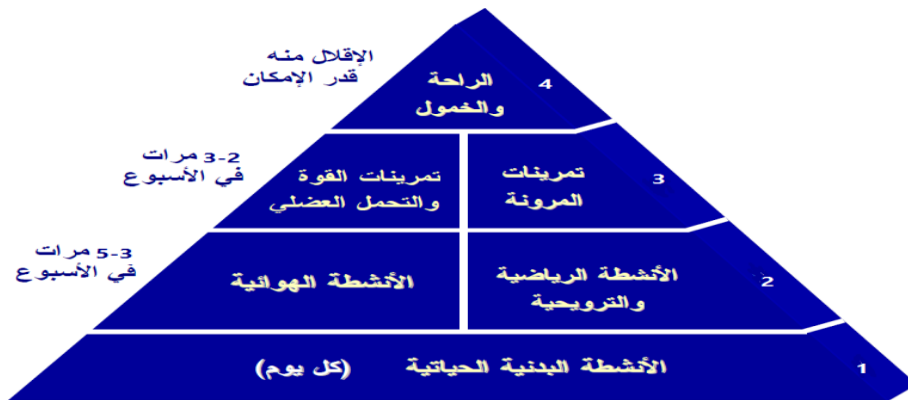 الإقلال منه
قدر الإمكان
الراحة
والخمول
4
2-3 مرات
في الأسبوع
تمرينات
المرونة
تمرينات القوة
والتحمل العضلي
3
3-5 مرات
في الأسبوع
الأنشطة الرياضية
والترويحية
الأنشطة الهوائية
2
الأنشطة البدنية الحياتية (كل يوم)
1